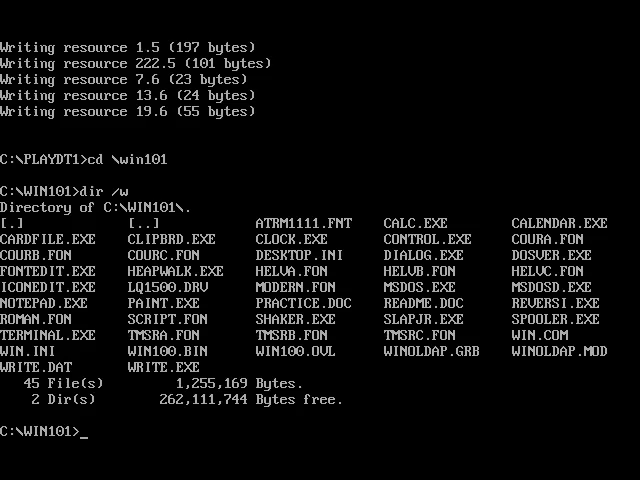 Writing resource 1.5 (197 bytes)
Writing resource 222.5 (101 bytes)
Writing resource 7.6 (23 bytes)
Writing resource 13.6 (24 bytes)
Writing resource 19.6 (55 bytes)
C:\PLAYDT1>cd \win101
C:\WIN101>dir /w
Directory of C:\WIN101\.
[.] [..] ATRM1111.FNT CALC.EXE CALENDAR.EXE
CARDFILE.EXE CLIPBRD.EXE CLOCK.EXE CONTROL.EXE COURA.FON
COURB.FON COURC.FON DESKTOP.INI DIALOG.EXE DOSVER.EXE
FONTEDIT.EXE HEAPWALK.EXE HELVA.FON HELVB.FON HELVC.FON
ICONEDIT.EXE LQ1500.DRV MODERN.FON MSDOS.EXE MSDOSD.EXE
NOTEPAD.EXE PAINT.EXE PRACTICE.DOC README.DOC REVERSI.EXE
ROMAN.FON SCRIPT.FON SHAKER.EXE SLAPJR.EXE SPOOLER.EXE
TERMINAL.EXE TMSRA.FON TMSRB.FON TMSRC.FON WIN.COM
WIN.INI WIN100.BIN WIN100.OVL WINOLDAP.GRB WINOLDAP.MOD
WRITE.DAT WRITE.EXE
45 File(s) 1,255,169 Bytes.
2 Dir(s) 262,111,744 Bytes free.
C:\WIN101>_